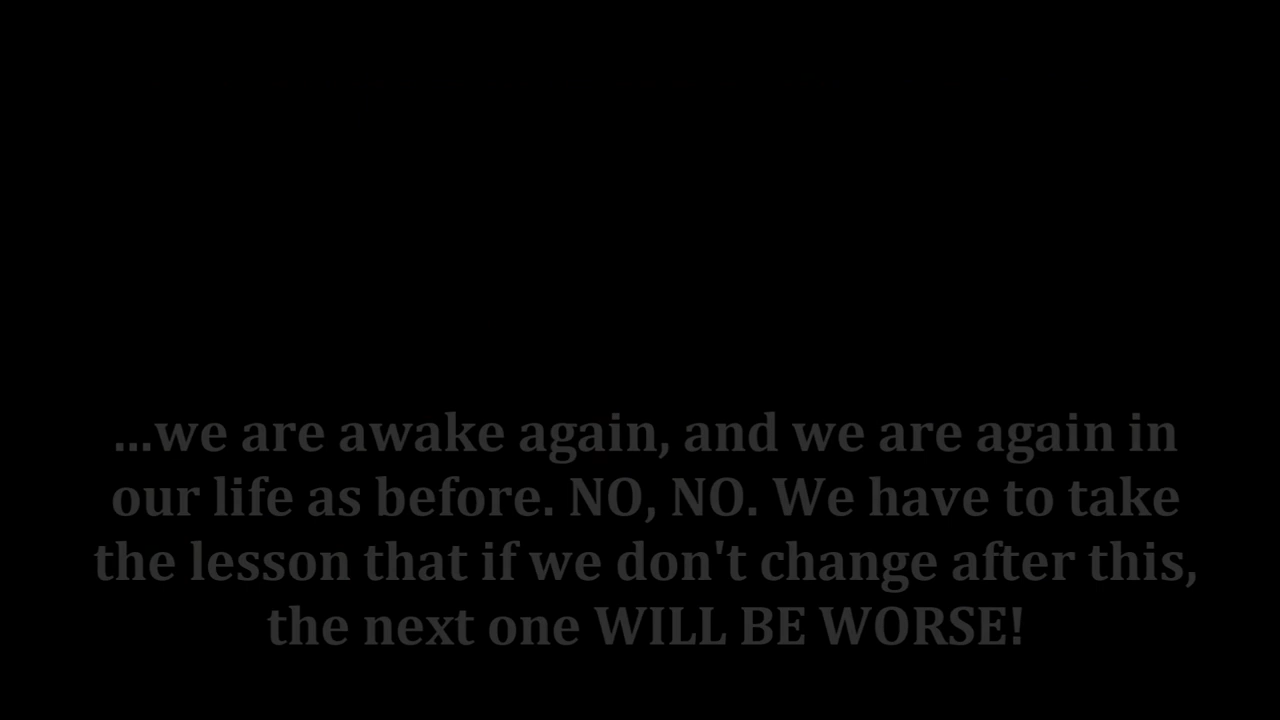 ...we are awake again, and we are again in
our life as before. NO, NO. We have to take
the lesson that if we don't change after this,
the next one WILL BE WORSE!